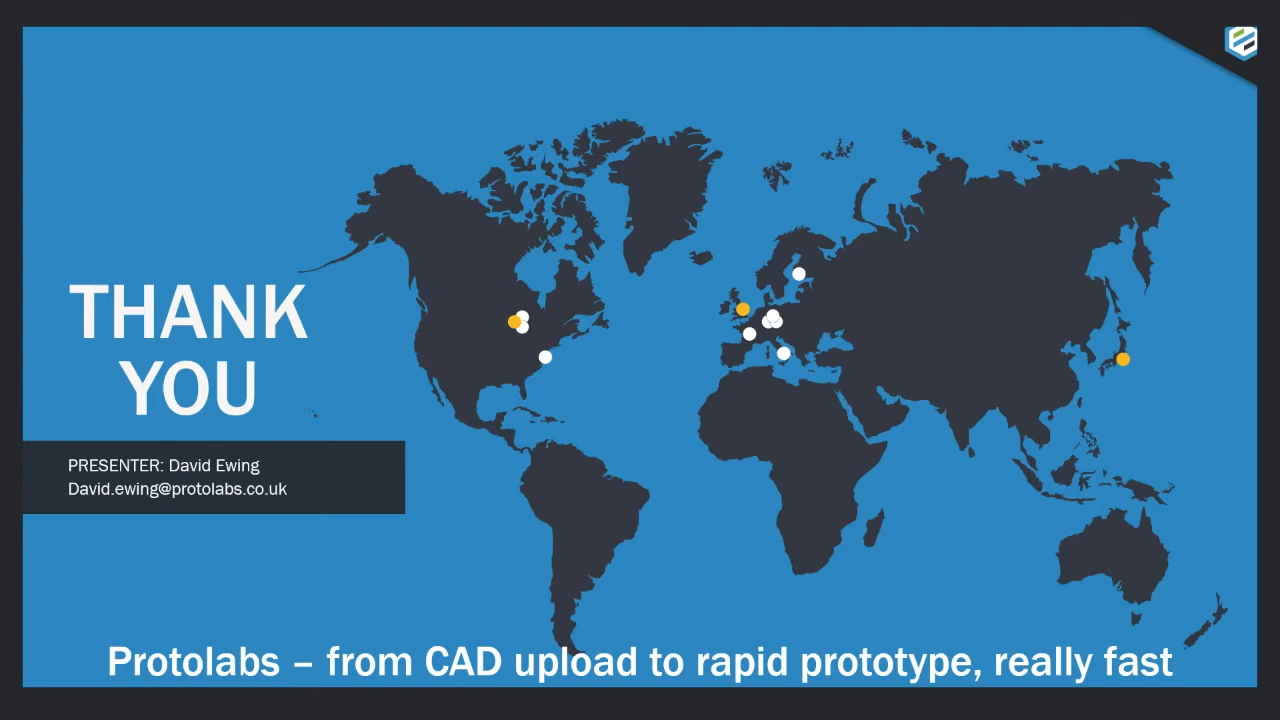 THANK
YOU
PRESENTER: David Ewing
David.ewing@protolabs.co.uk
Protolabs – from CAD upload to rapid prototype, really fast